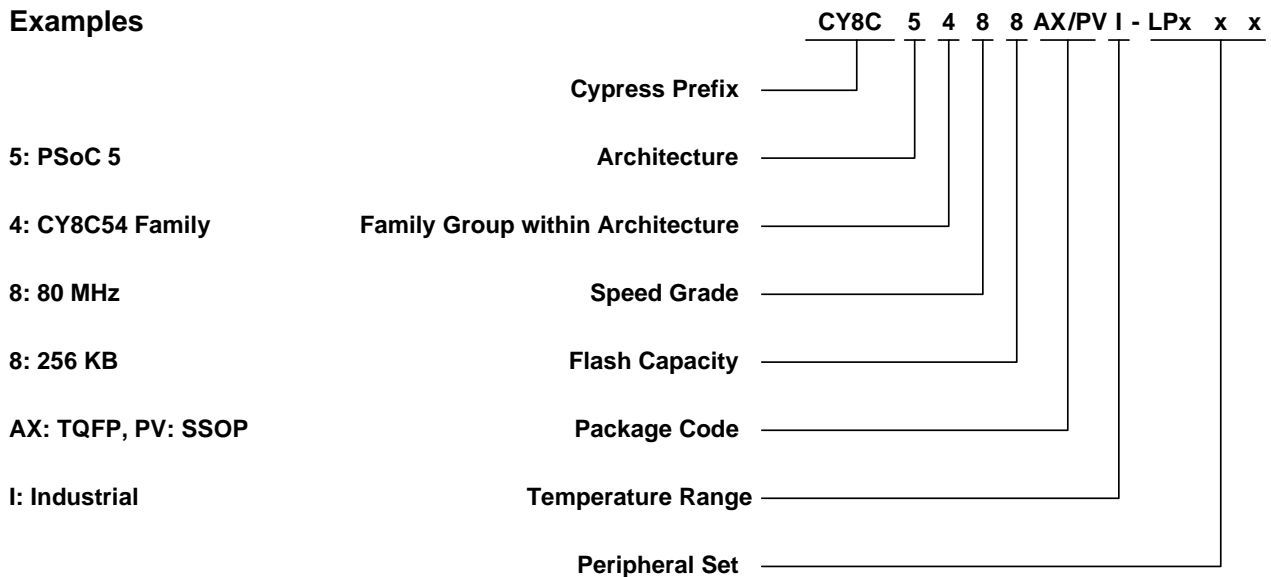 Examples CY8C 5 4 8 8 AX/PV I - LPx x x
Cypress Prefix
5: PSoC 5 Architecture
4: CY8C54 Family Family Group within Architecture
8: 80 MHz Speed Grade
8: 256 KB Flash Capacity
AX: TQFP, PV: SSOP Package Code
I: Industrial Temperature Range
Peripheral Set